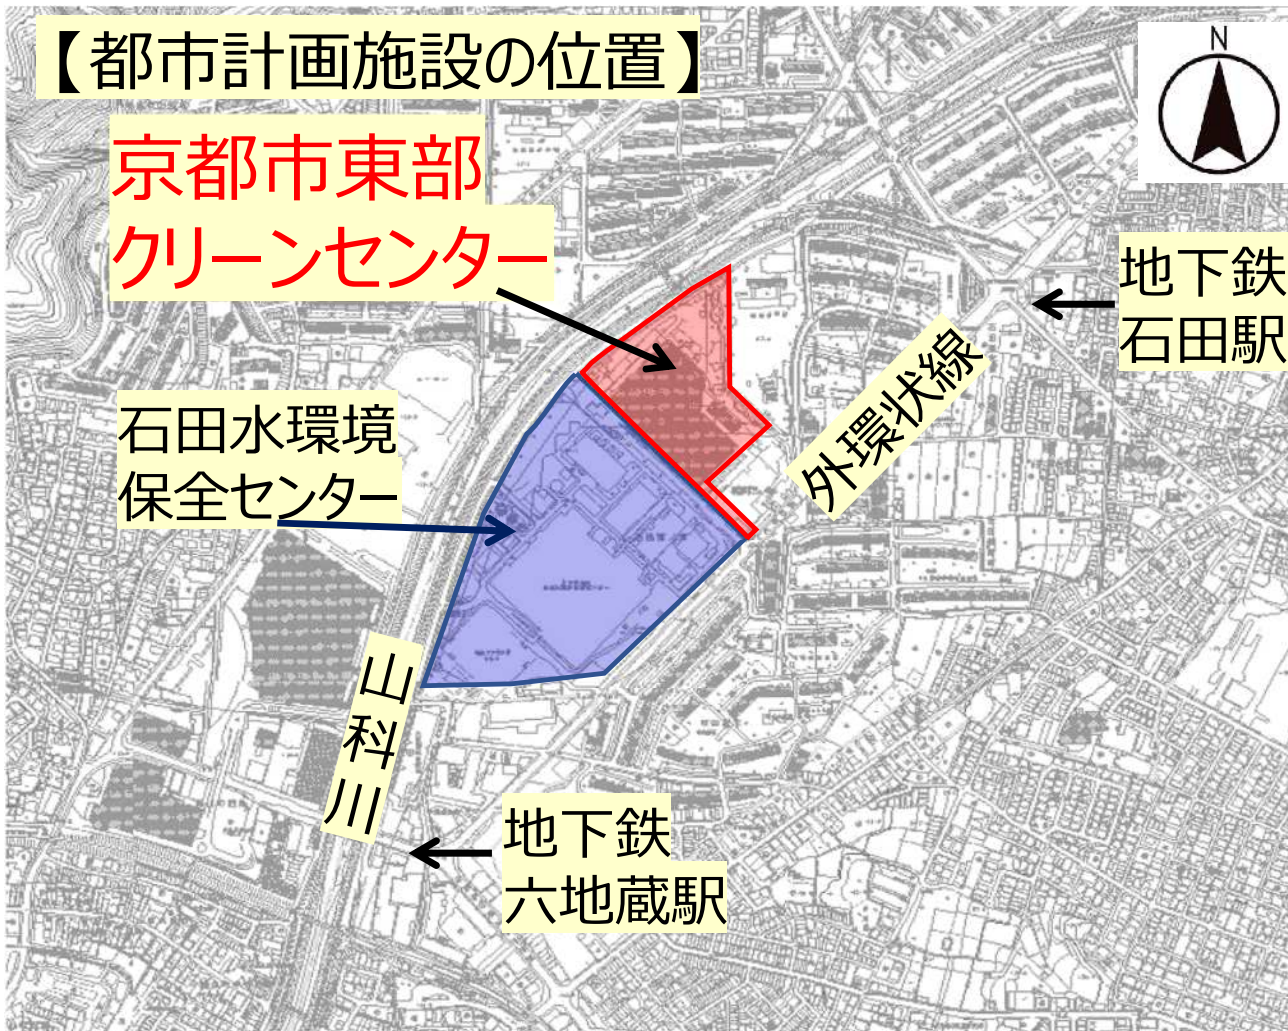 【都市計画施設の位置】
N
京都市東部
クリーンセンター
地下鉄
石田駅
外環状線
石田水環境
保全センター
山科川
地下鉄
六地蔵駅